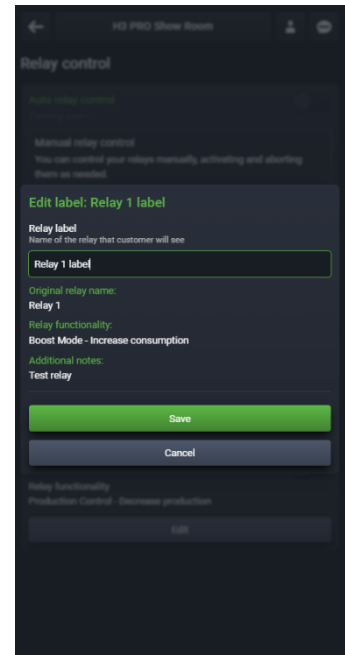 H3 PRO Show Room
Relay control
Auto relay control
Manual relay control
You can control your relays manually, activating and aborting
them as needed.
Edit label: Relay 1 label
Relay label
Name of the relay that customer will see
Relay 1 label
Original relay name:
Relay 1
Relay functionality:
Boost Mode - Increase consumption
Additional notes:
Test relay
Save
Cancel
Relay functionality
Production Control - Decrease production
Edit